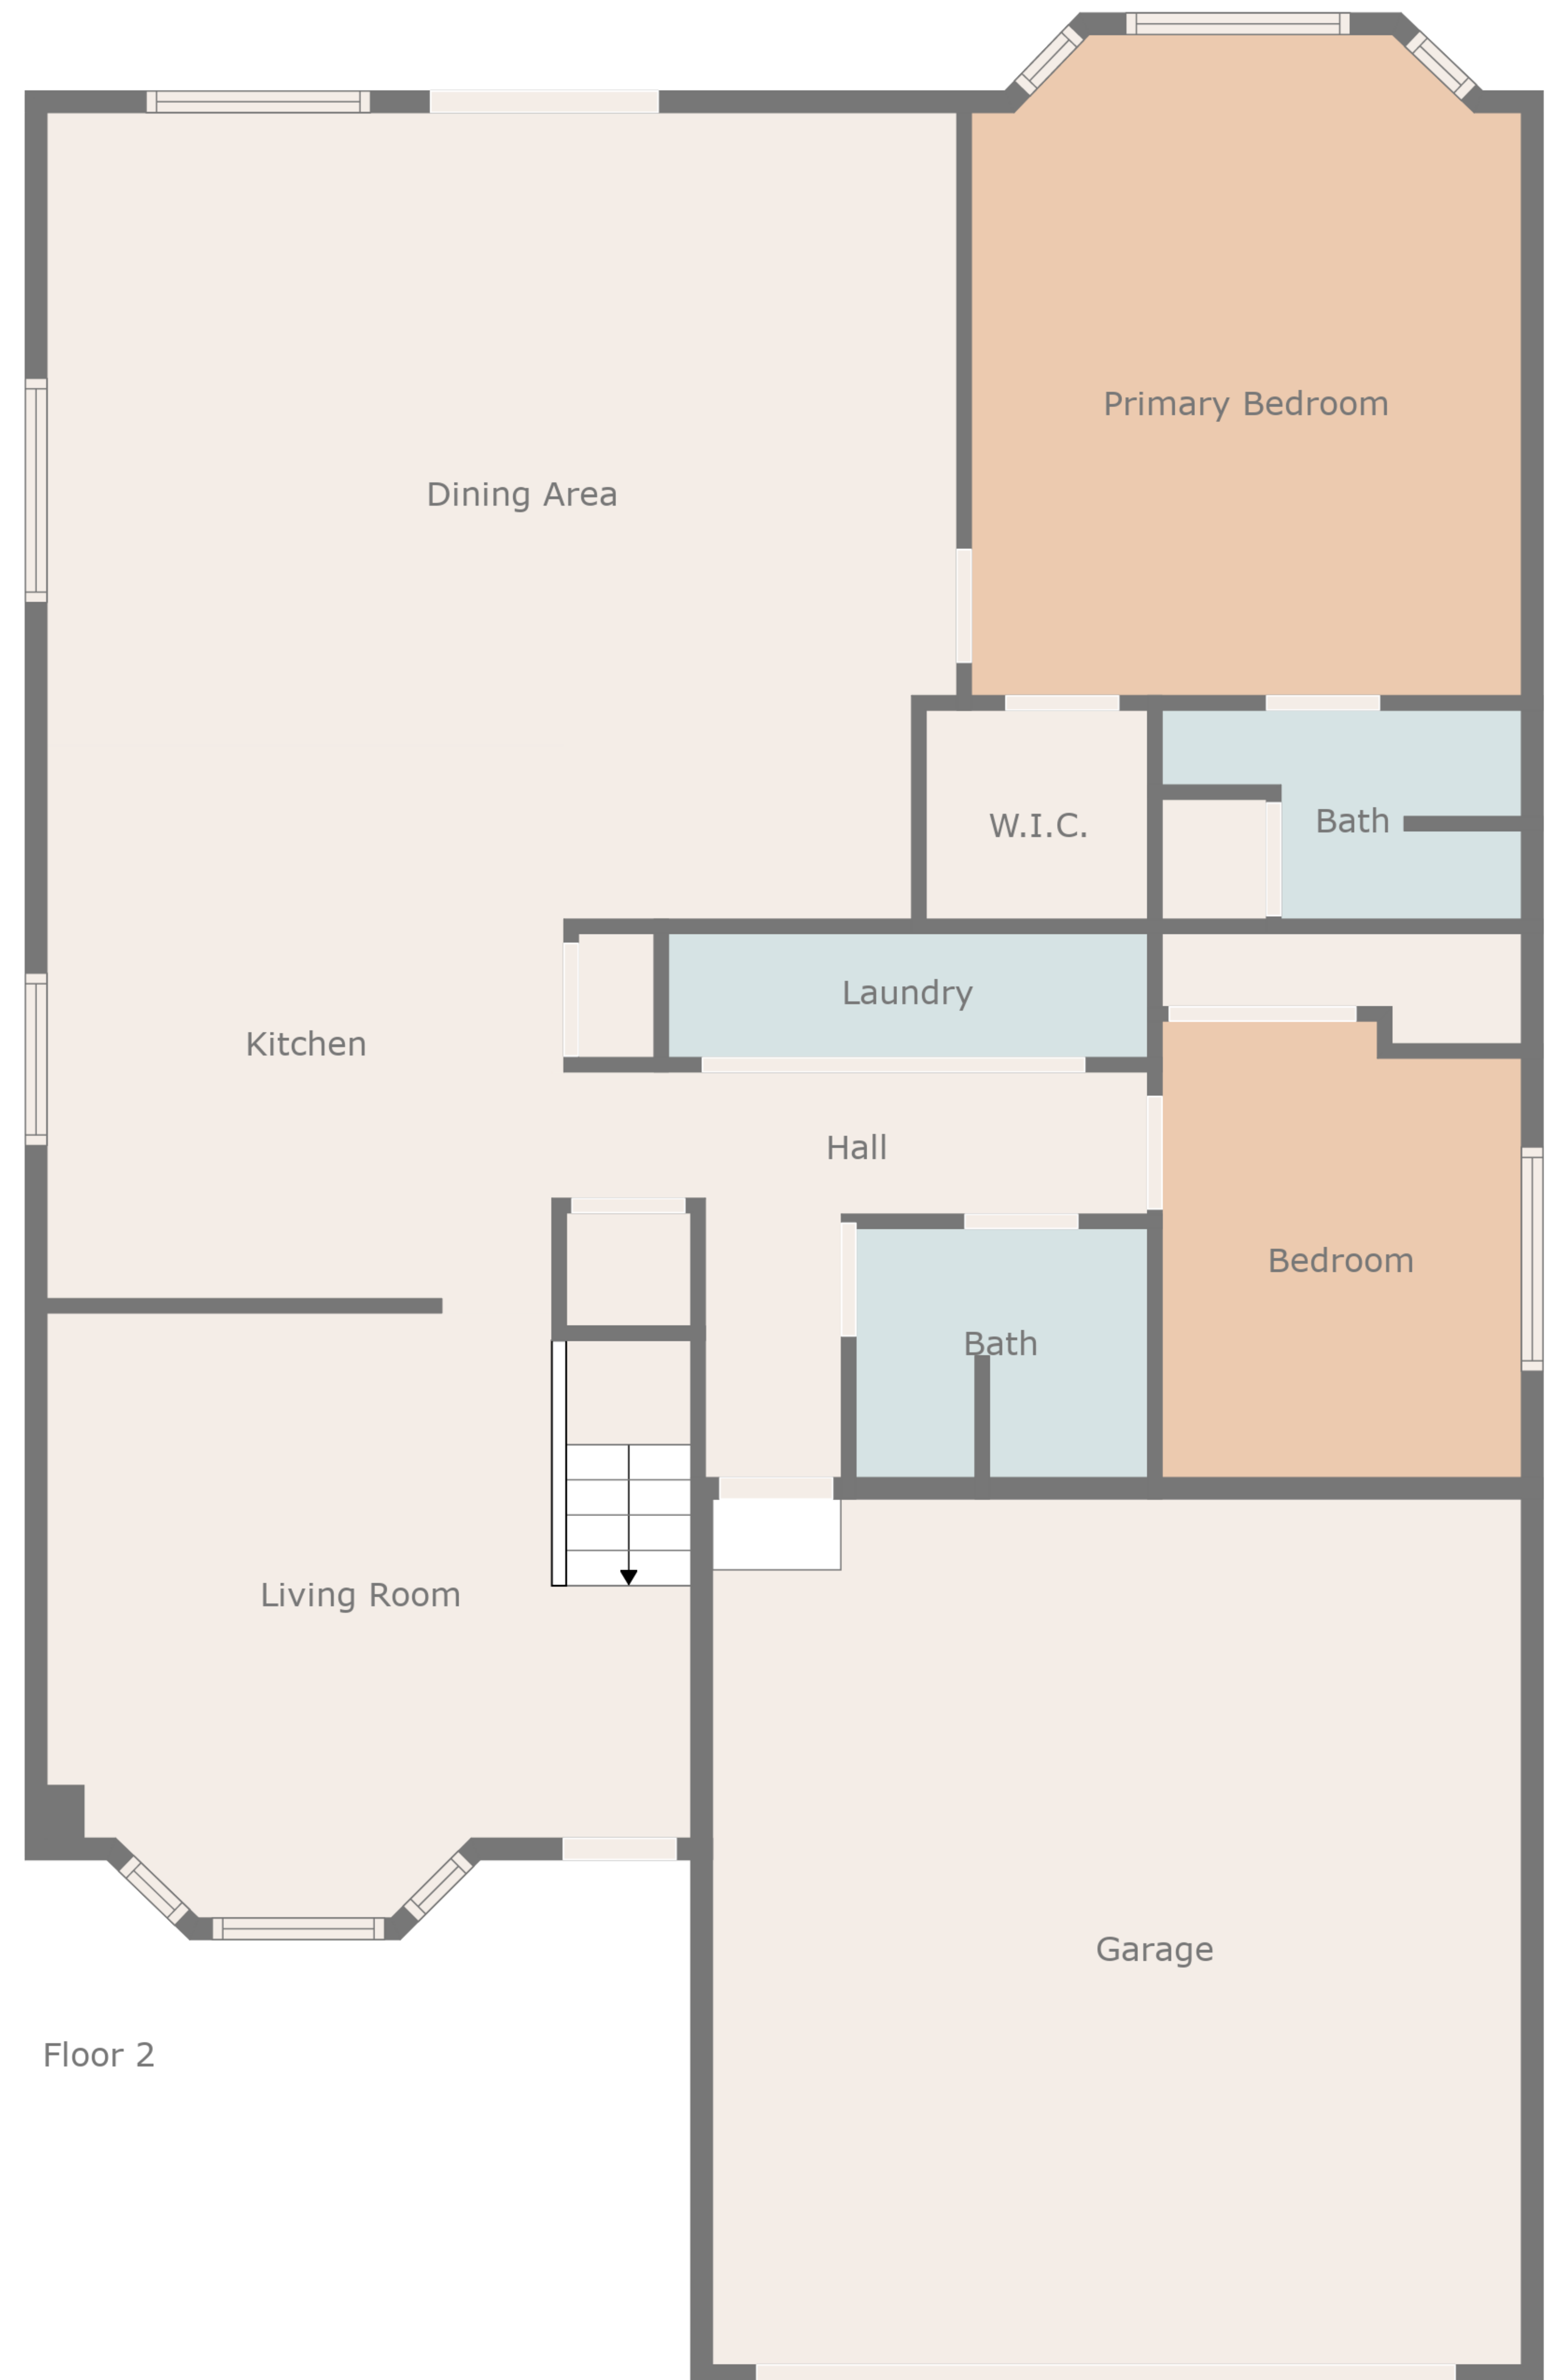 Primary Bedroom
Dining Area
W.I.C.
Bath
Laundry
Kitchen
Hall
Bedroom
Bath
Living Room
Garage
Floor 2